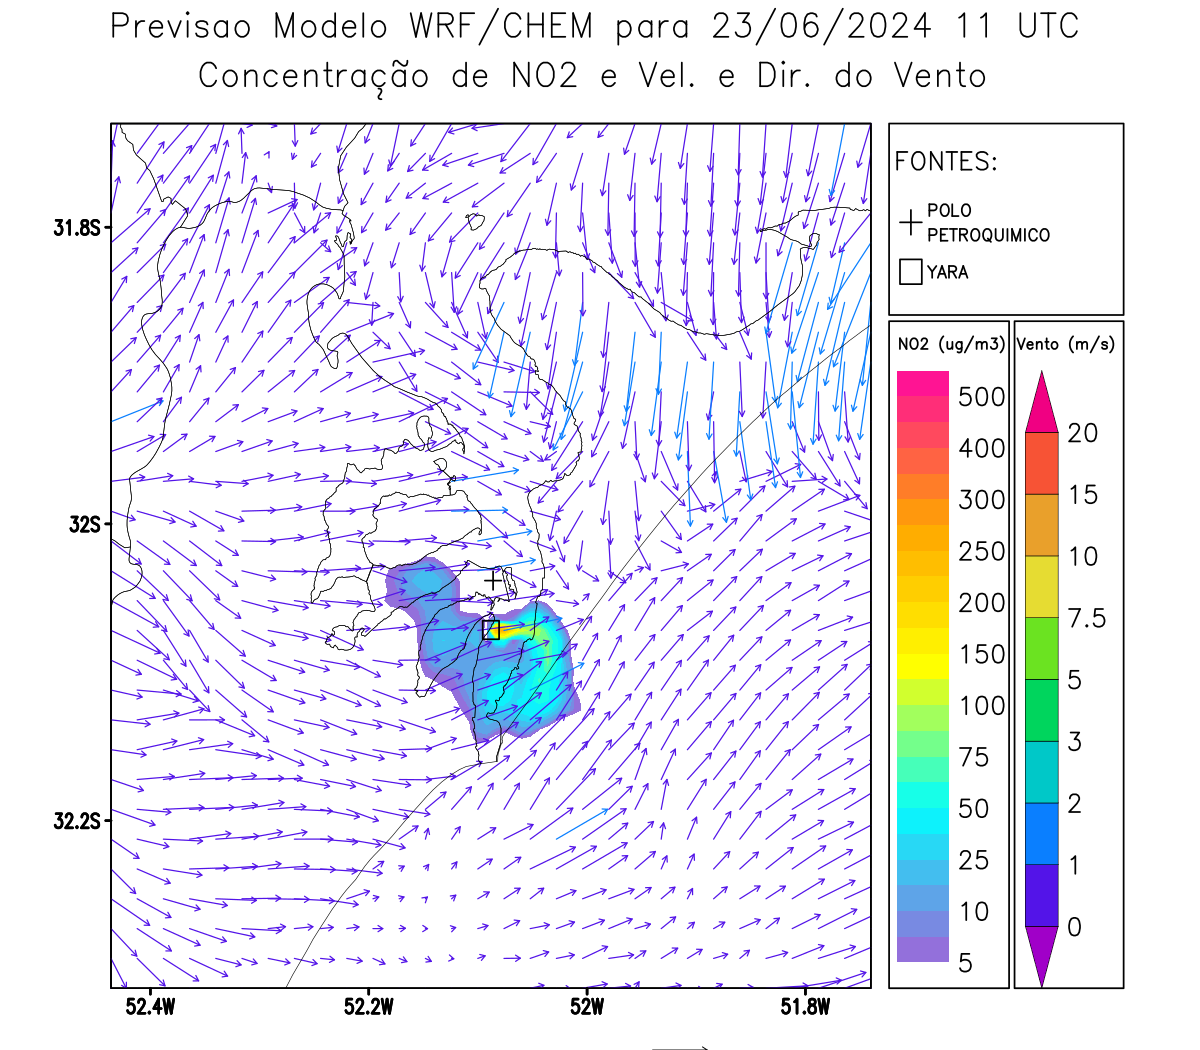 Previsao Modelo WRF/CHEM para 23/06/2024 11 UTC
Concentração de NO2 e Vel. e Dir. do Vento
FONTES:
POLO
PETROQUIMICO
YARA
NO2 (ug/m3)
500
400
300
250
200
150
100
75
50
25
10
5
Vento (m/s)
20
15
10
7.5
5
3
2
1
0
31.8S
32S
32.2S
52.4W
52.2W
52W
51.8W